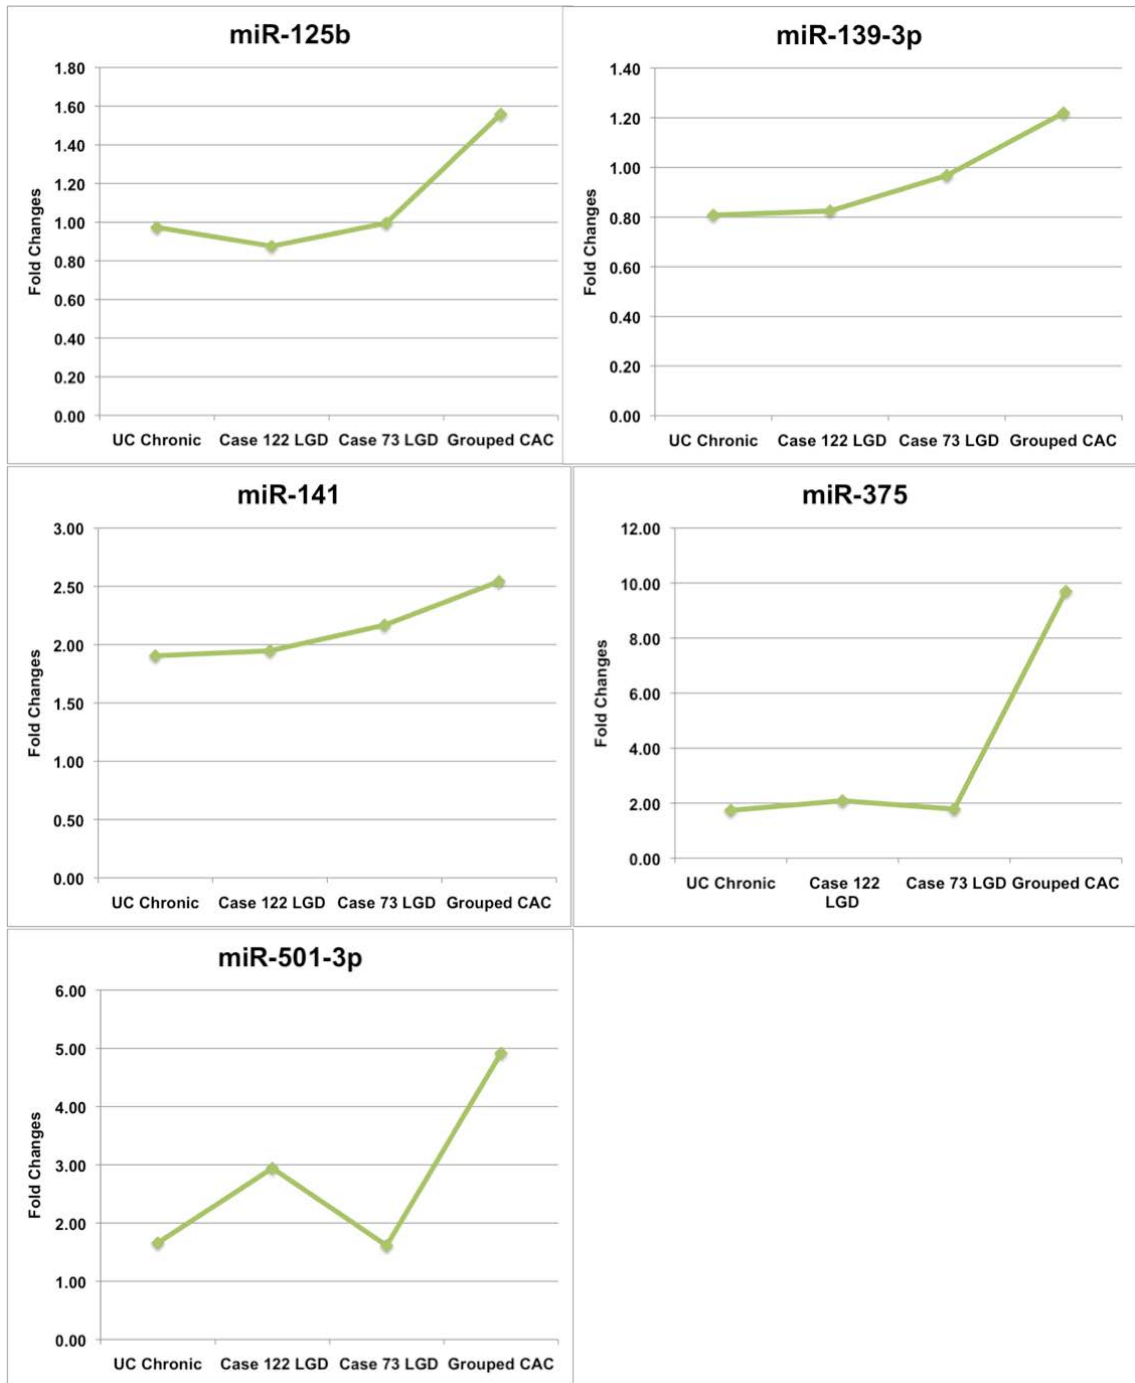 miR-125b
1.80
1.60
1.40
1.20
1.00
0.80
0.60
0.40
0.20
0.00
Fold Changes
UC Chronic Case 122 LGD Case 73 LGD Grouped CAC
miR-139-3p
1.40
1.20
1.00
0.80
0.60
0.40
0.20
0.00
Fold Changes
UC Chronic Case 122 LGD Case 73 LGD Grouped CAC
miR-141
3.00
2.50
2.00
1.50
1.00
0.50
0.00
Fold Changes
UC Chronic Case 122 LGD Case 73 LGD Grouped CAC
miR-375
12.00
10.00
8.00
6.00
4.00
2.00
0.00
Fold Changes
UC Chronic Case 122 Case 73 LGD Grouped CAC
LGD
miR-501-3p
6.00
5.00
4.00
3.00
2.00
1.00
0.00
Fold Changes
UC Chronic Case 122 LGD Case 73 LGD Grouped CAC